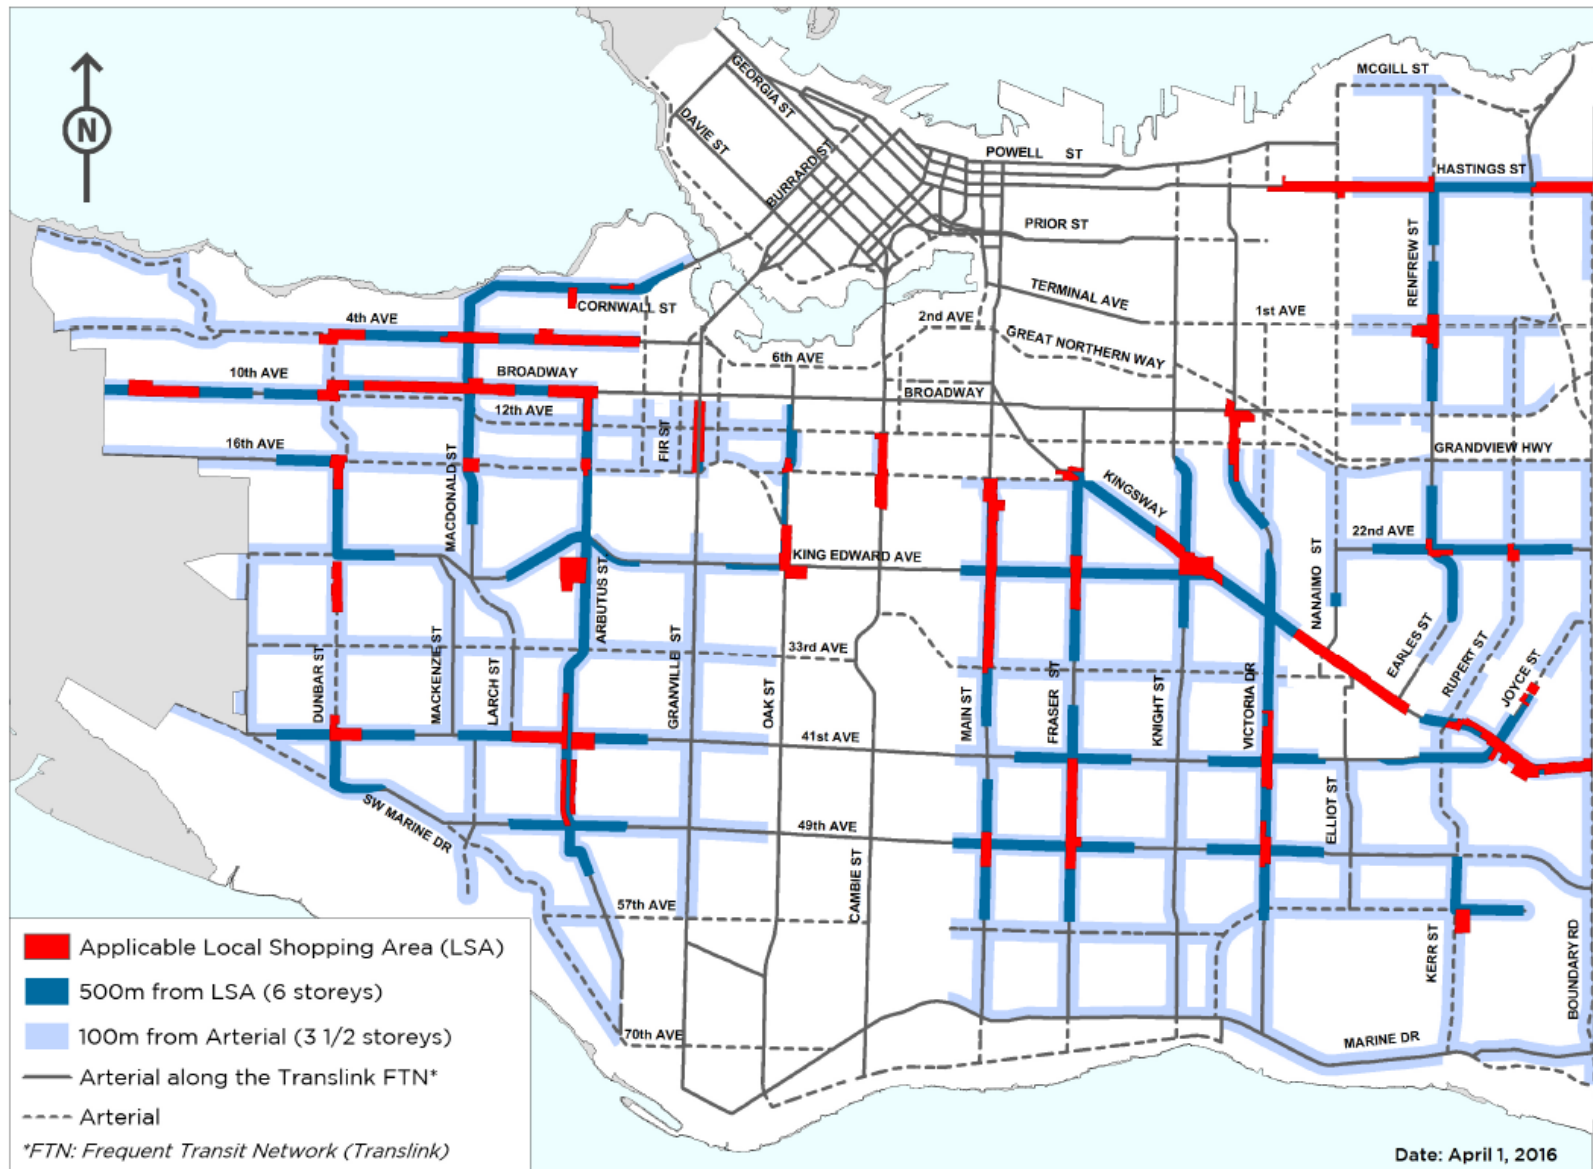 MCGILL ST
GEORGIA ST
DAVIE ST
BURRARD ST
POWELL ST
HASTINGS ST
PRIOR ST
RENFREW ST
N
TERMINAL AVE
1st AVE
CORNWALL ST
4th AVE
2nd AVE
GREAT NORTHERN WAY
6th AVE
10th AVE
BROADWAY
BROADWAY
12th AVE
16th AVE
FIR ST
MACDONALD ST
GRANDVIEW HWY
KINGSWAY
22nd AVE
KING EDWARD AVE
ARBUTUS ST
NANAIMO ST
EARLES ST
RUPERT ST
JOYCE ST
33rd AVE
DUNBAR ST
MACKENZIE ST
LARCH ST
GRANVILLE ST
OAK ST
MAIN ST
FRASER ST
KNIGHT ST
VICTORIA DR
41st AVE
ELLIOT ST
SW MARINE DR
49th AVE
CAMBIE ST
57th AVE
KERR ST
BOUNDARY RD
70th AVE
MARINE DR
Applicable Local Shopping Area (LSA)
500m from LSA (6 storeys)
100m from Arterial (3 1/2 storeys)
Arterial along the Translink FTN*
Arterial
*FTN: Frequent Transit Network (Translink)
Date: April 1, 2016